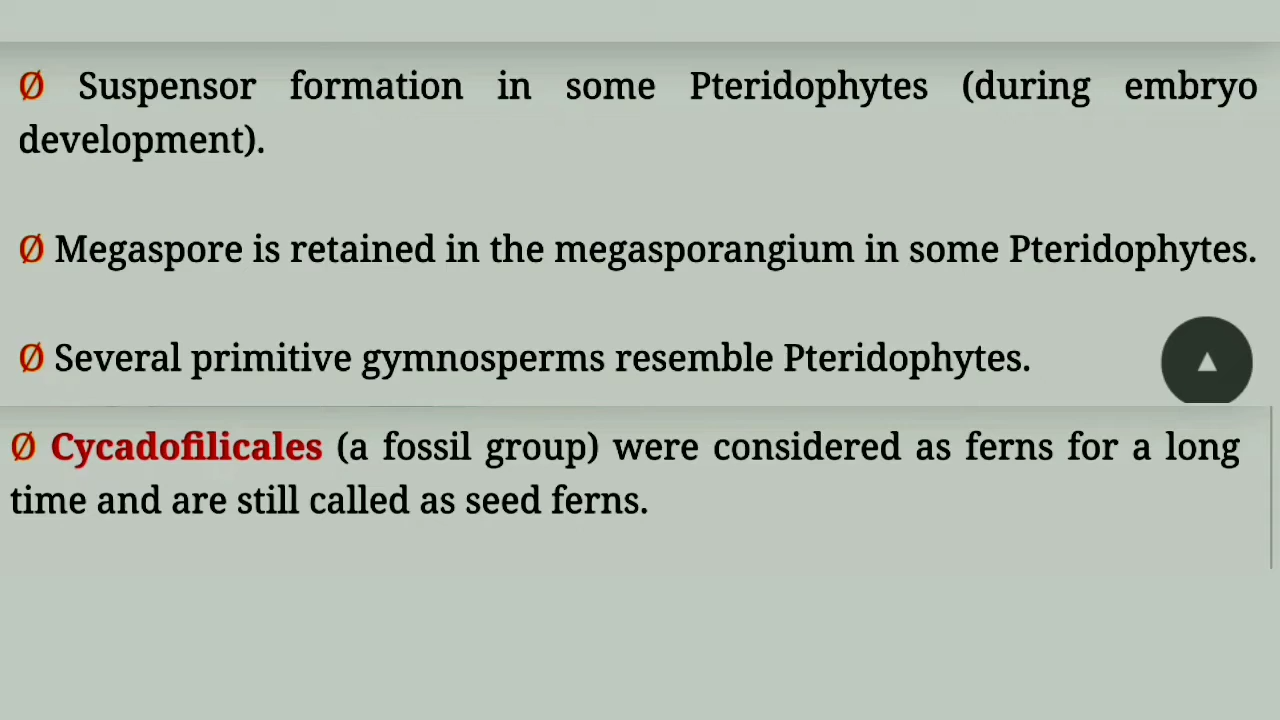 Ø Suspensor formation in some Pteridophytes (during embryo
development).
Ø Megaspore is retained in the megasporangium in some Pteridophytes.
Ø Several primitive gymnosperms resemble Pteridophytes.
Ø Cycadofilicales (a fossil group) were considered as ferns for a long
time and are still called as seed ferns.